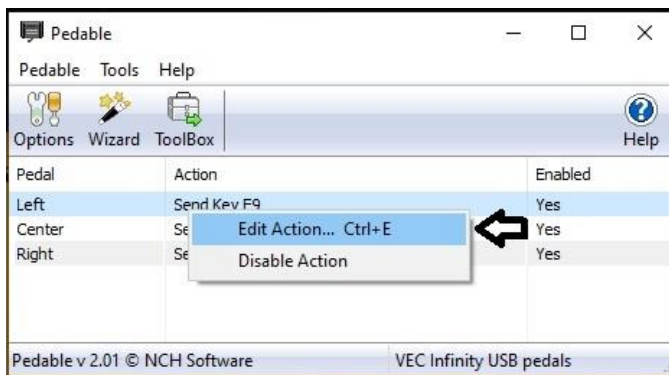 Pedable
Pedable Tools Help
Options Wizard ToolBox Help
Pedal Action Enabled
Left Send Key F9 Yes
Center Se Edit Action... Ctrl+E Yes
Right Se Disable Action Yes
Pedable v 2.01 © NCH Software VEC Infinity USB pedals